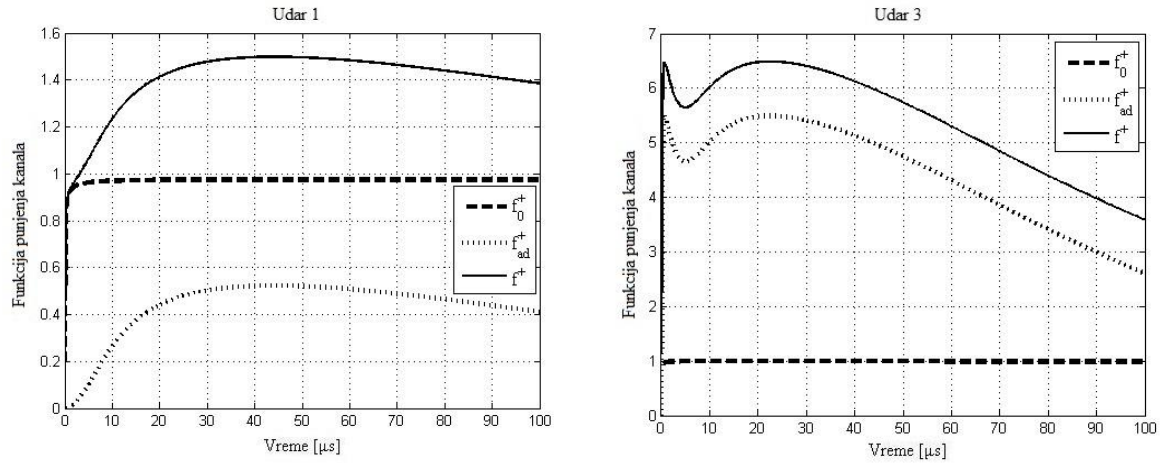 Udar 1
Funkcija punjenja kanala
1.6
1.4
1.2
1
0.8
0.6
0.4
0.2
0
0 10 20 30 40 50 60 70 80 90 100
Vreme [μs]
f₀⁺
f⁺ad
f⁺
Udar 3
Funkcija punjenja kanala
7
6
5
4
3
2
1
0
0 10 20 30 40 50 60 70 80 90 100
Vreme [μs]
f₀⁺
f⁺ad
f⁺